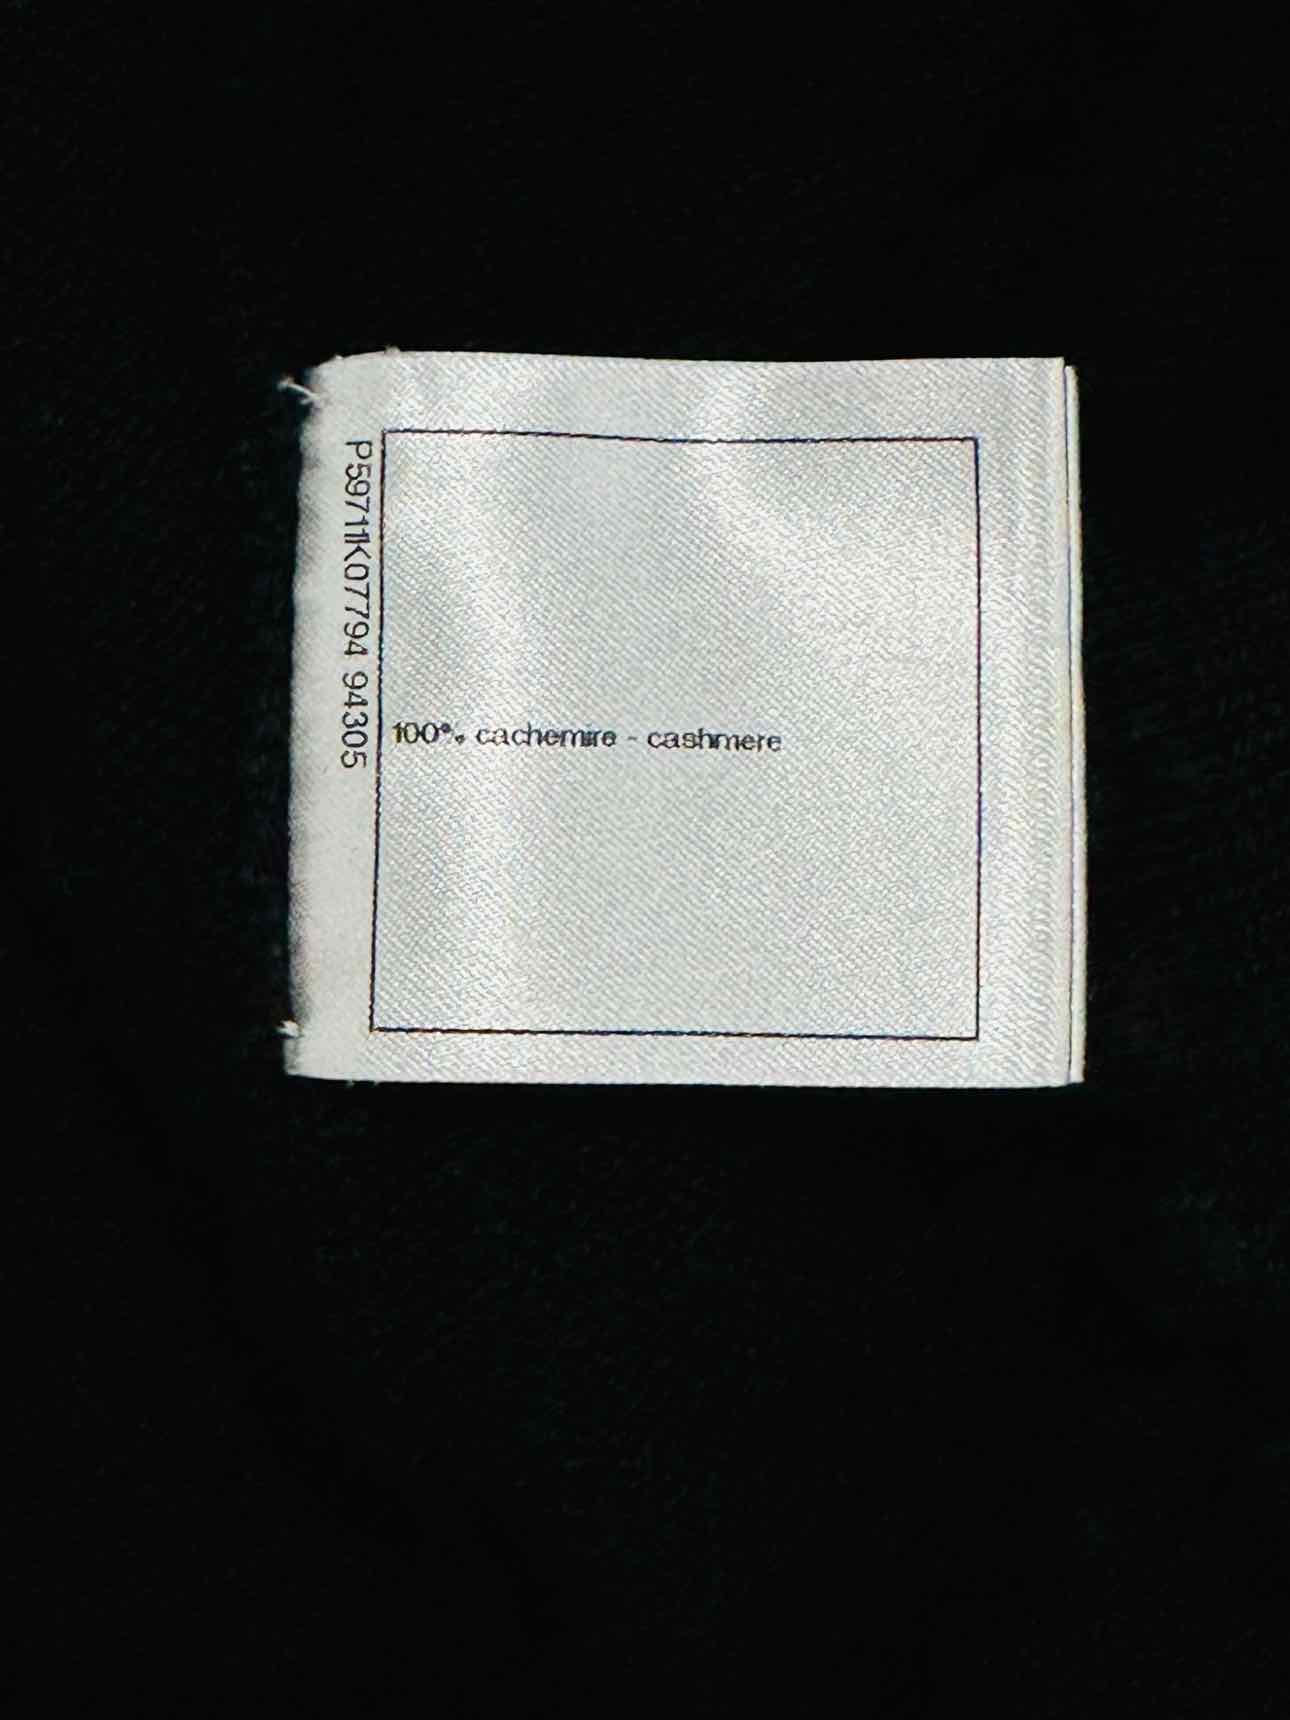 P59711K07794 94305
100% cachemire - cashmere